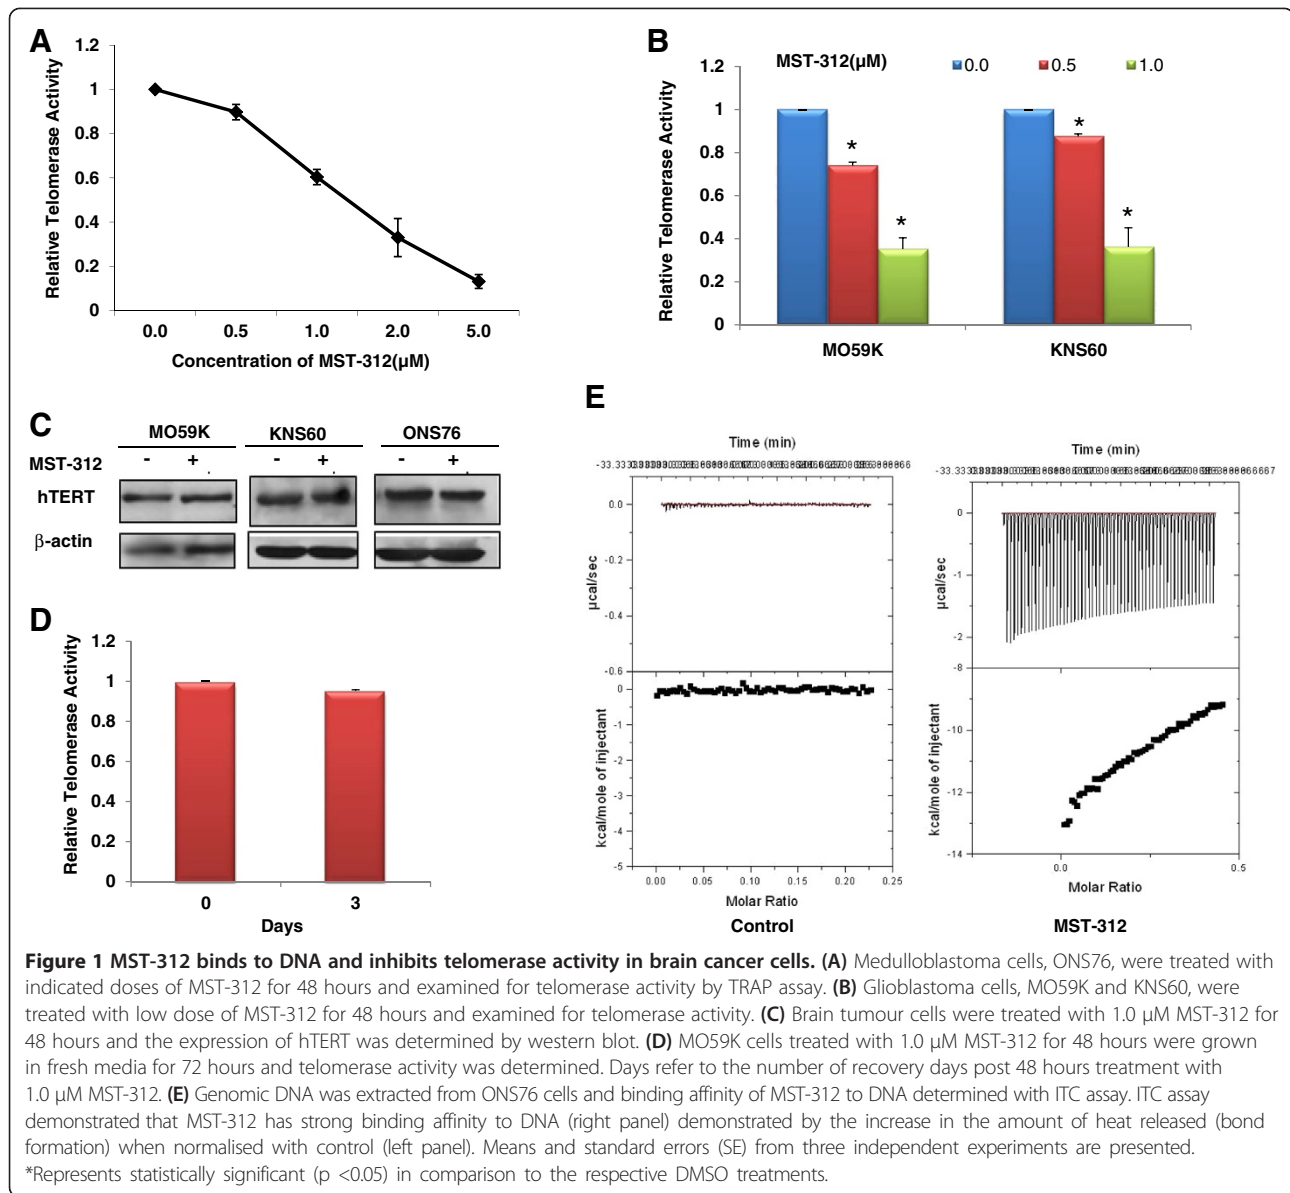 A
1.2
1
0.8
0.6
0.4
0.2
0
Relative Telomerase Activity
0.0 0.5 1.0 2.0 5.0
Concentration of MST-312(µM)
B
MST-312(µM) 0.0 0.5 1.0
1.2
1
0.8
0.6
0.4
0.2
0
Relative Telomerase Activity
* * * *
MO59K KNS60
C
MO59K KNS60 ONS76
MST-312 - + - + - +
hTERT
β-actin
D
1.2
1
0.8
0.6
0.4
0.2
0
Relative Telomerase Activity
0 3
Days
E
Time (min)
0.0
-0.2
-0.4
-0.6
µcal/sec
0
-1
-2
-3
-4
-5
kcal/mole of injectant
0.00 0.05 0.10 0.15 0.20 0.25
Molar Ratio
Control
Time (min)
0
-1
-2
µcal/sec
-8
-10
-12
-14
kcal/mole of injectant
0.0 0.5
Molar Ratio
MST-312
Figure 1 MST-312 binds to DNA and inhibits telomerase activity in brain cancer cells. (A) Medulloblastoma cells, ONS76, were treated with
indicated doses of MST-312 for 48 hours and examined for telomerase activity by TRAP assay. (B) Glioblastoma cells, MO59K and KNS60, were
treated with low dose of MST-312 for 48 hours and examined for telomerase activity. (C) Brain tumour cells were treated with 1.0 µM MST-312 for
48 hours and the expression of hTERT was determined by western blot. (D) MO59K cells treated with 1.0 µM MST-312 for 48 hours were grown
in fresh media for 72 hours and telomerase activity was determined. Days refer to the number of recovery days post 48 hours treatment with
1.0 µM MST-312. (E) Genomic DNA was extracted from ONS76 cells and binding affinity of MST-312 to DNA determined with ITC assay. ITC assay
demonstrated that MST-312 has strong binding affinity to DNA (right panel) demonstrated by the increase in the amount of heat released (bond
formation) when normalised with control (left panel). Means and standard errors (SE) from three independent experiments are presented.
*Represents statistically significant (p <0.05) in comparison to the respective DMSO treatments.